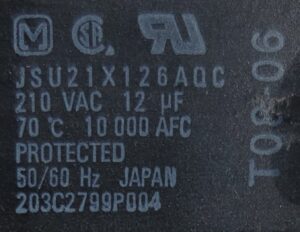 JSU21X126AQC
210 VAC 12 µF
70 ℃ 10 000 AFC
PROTECTED
50/60 Hz JAPAN
203C2799P004
T08-06